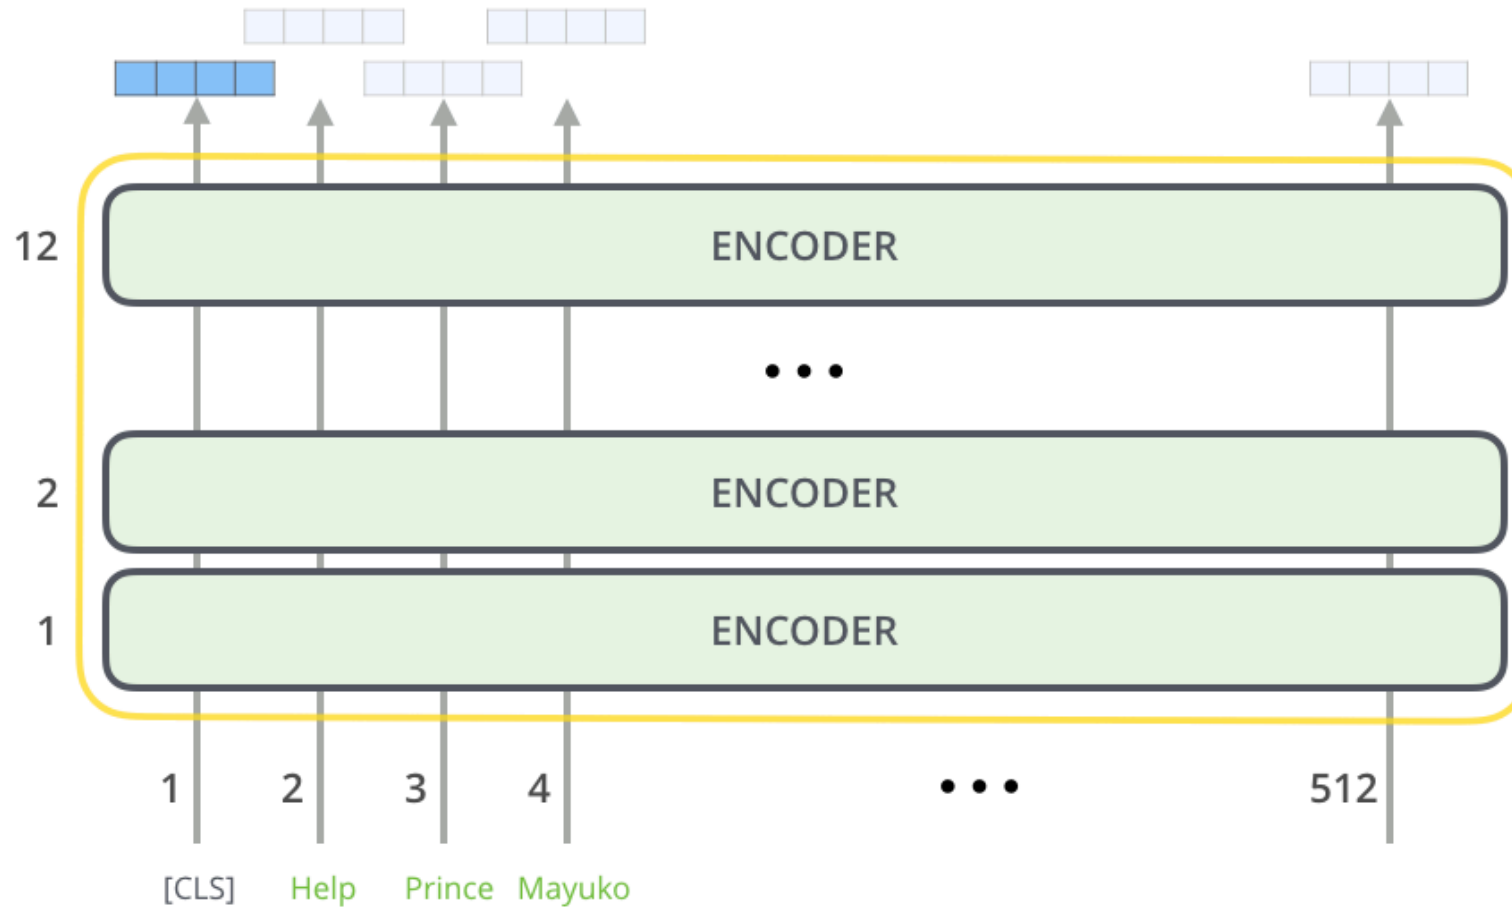 12 ENCODER
• • •
2 ENCODER
1 ENCODER
1 2 3 4 • • • 512
[CLS] Help Prince Mayuko